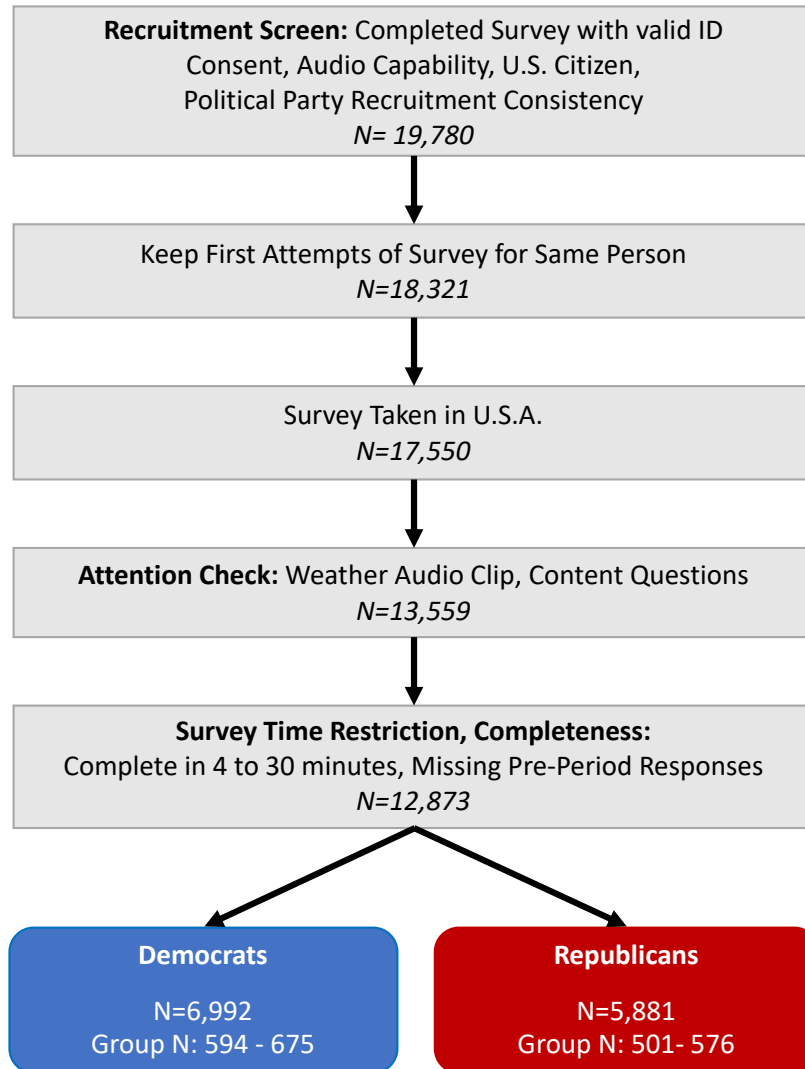 Recruitment Screen: Completed Survey with valid ID
Consent, Audio Capability, U.S. Citizen,
Political Party Recruitment Consistency
N= 19,780
Keep First Attempts of Survey for Same Person
N=18,321
Survey Taken in U.S.A.
N=17,550
Attention Check: Weather Audio Clip, Content Questions
N=13,559
Survey Time Restriction, Completeness:
Complete in 4 to 30 minutes, Missing Pre-Period Responses
N=12,873
Democrats
N=6,992
Group N: 594 - 675
Republicans
N=5,881
Group N: 501- 576